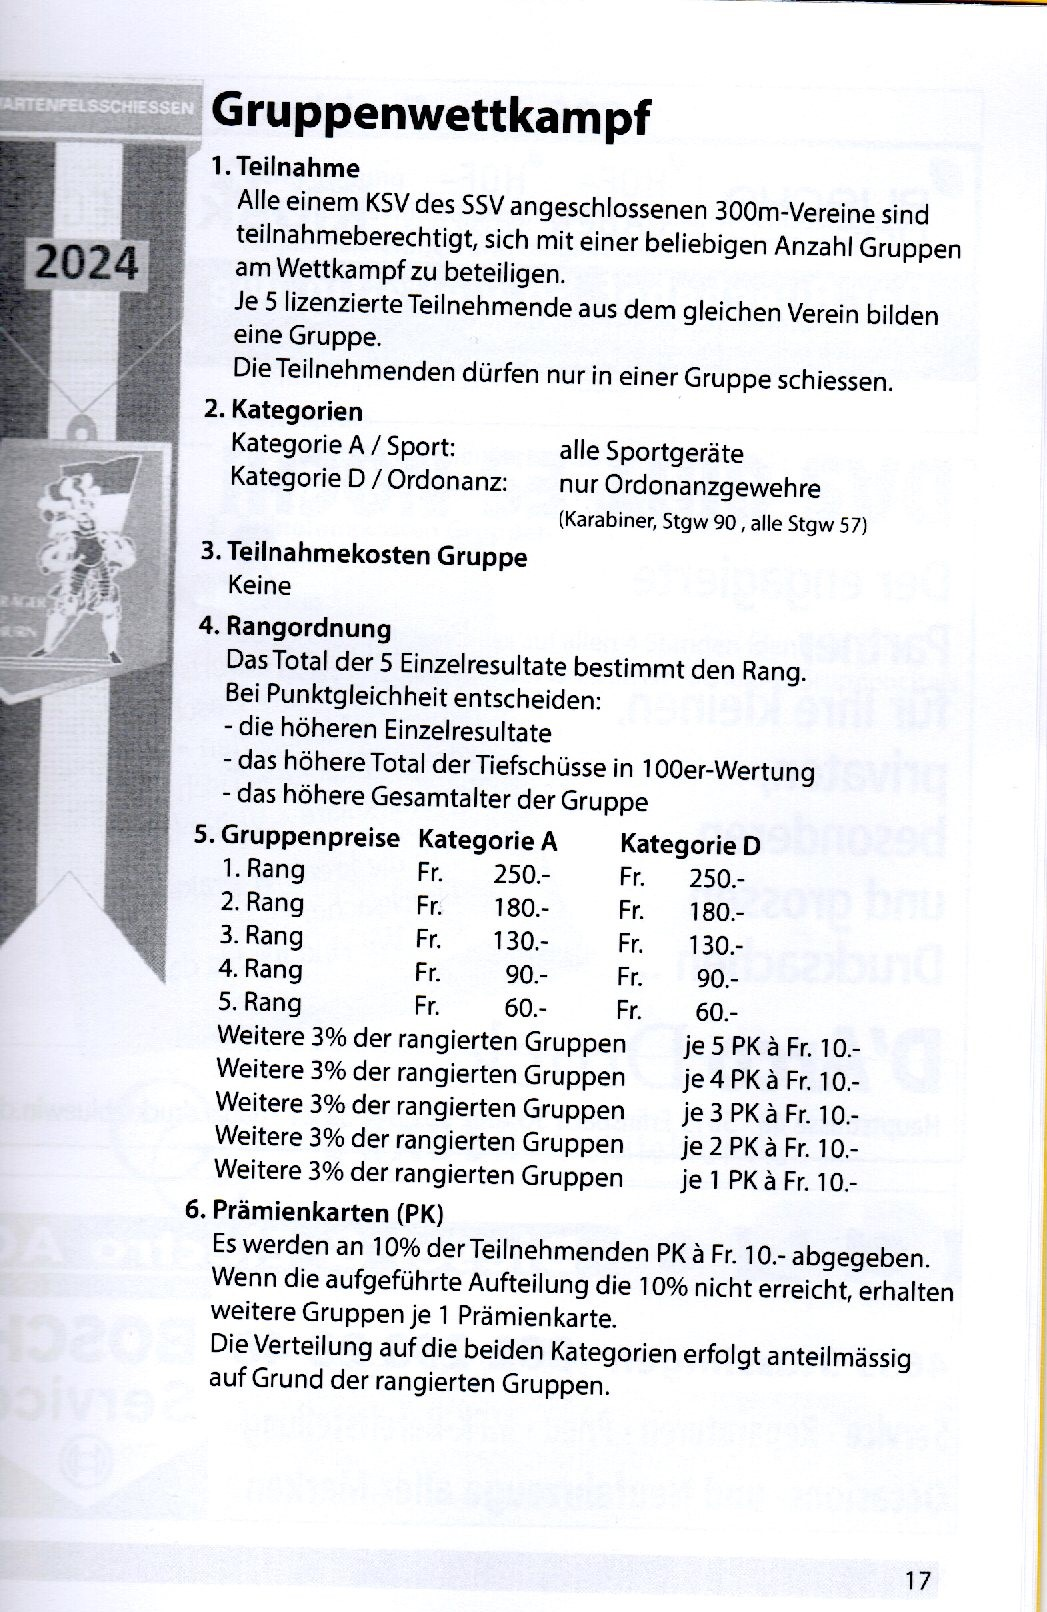 ARTENFELSSCHIESSEN
2024
Gruppenwettkampf
1. Teilnahme
Alle einem KSV des SSV angeschlossenen 300m-Vereine sind
teilnahmeberechtigt, sich mit einer beliebigen Anzahl Gruppen
am Wettkampf zu beteiligen.
Je 5 lizenzierte Teilnehmende aus dem gleichen Verein bilden
eine Gruppe.
Die Teilnehmenden dürfen nur in einer Gruppe schiessen.
2. Kategorien
Kategorie A / Sport: alle Sportgeräte
Kategorie D / Ordonanz: nur Ordonanzgewehre
(Karabiner, Stgw 90 , alle Stgw 57)
3. Teilnahmekosten Gruppe
Keine
4. Rangordnung
Das Total der 5 Einzelresultate bestimmt den Rang.
Bei Punktgleichheit entscheiden:
- die höheren Einzelresultate
- das höhere Total der Tiefschüsse in 100er-Wertung
- das höhere Gesamtalter der Gruppe
5. Gruppenpreise Kategorie A Kategorie D
1. Rang Fr. 250.- Fr. 250.-
2. Rang Fr. 180.- Fr. 180.-
3. Rang Fr. 130.- Fr. 130.-
4. Rang Fr. 90.- Fr. 90.-
5. Rang Fr. 60.- Fr. 60.-
Weitere 3% der rangierten Gruppen je 5 PK à Fr. 10.-
Weitere 3% der rangierten Gruppen je 4 PK à Fr. 10.-
Weitere 3% der rangierten Gruppen je 3 PK à Fr. 10.-
Weitere 3% der rangierten Gruppen je 2 PK à Fr. 10.-
Weitere 3% der rangierten Gruppen je 1 PK à Fr. 10.-
6. Prämienkarten (PK)
Es werden an 10% der Teilnehmenden PK à Fr. 10.- abgegeben.
Wenn die aufgeführte Aufteilung die 10% nicht erreicht, erhalten
weitere Gruppen je 1 Prämienkarte.
Die Verteilung auf die beiden Kategorien erfolgt anteilmässig
auf Grund der rangierten Gruppen.
17